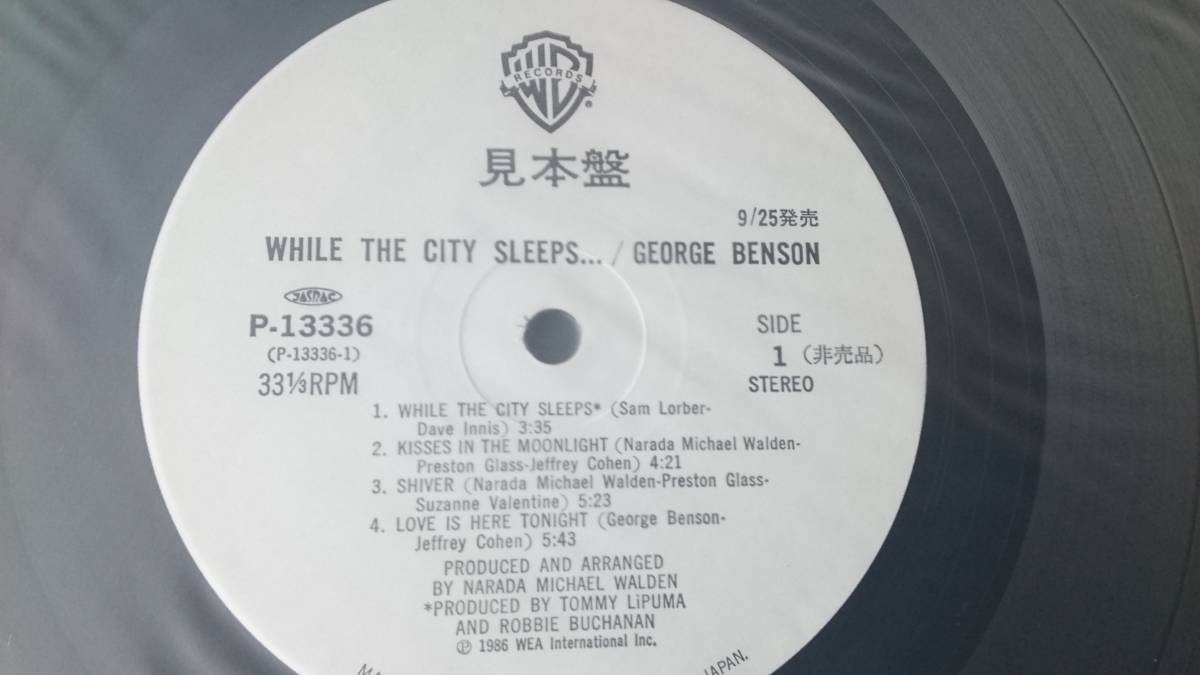 RECORDS
見本盤
9/25発売
WHILE THE CITY SLEEPS... / GEORGE BENSON
JASRAC
P-13336
(P-13336-1)
33⅓RPM
SIDE
1 (非売品)
STEREO
1. WHILE THE CITY SLEEPS* (Sam Lorber-
Dave Innis) 3:35
2. KISSES IN THE MOONLIGHT (Narada Michael Walden-
Preston Glass-Jeffrey Cohen) 4:21
3. SHIVER (Narada Michael Walden-Preston Glass-
Suzanne Valentine) 5:23
4. LOVE IS HERE TONIGHT (George Benson-
Jeffrey Cohen) 5:43
PRODUCED AND ARRANGED
BY NARADA MICHAEL WALDEN
*PRODUCED BY TOMMY LiPUMA
AND ROBBIE BUCHANAN
℗ 1986 WEA International Inc.
JAPAN.